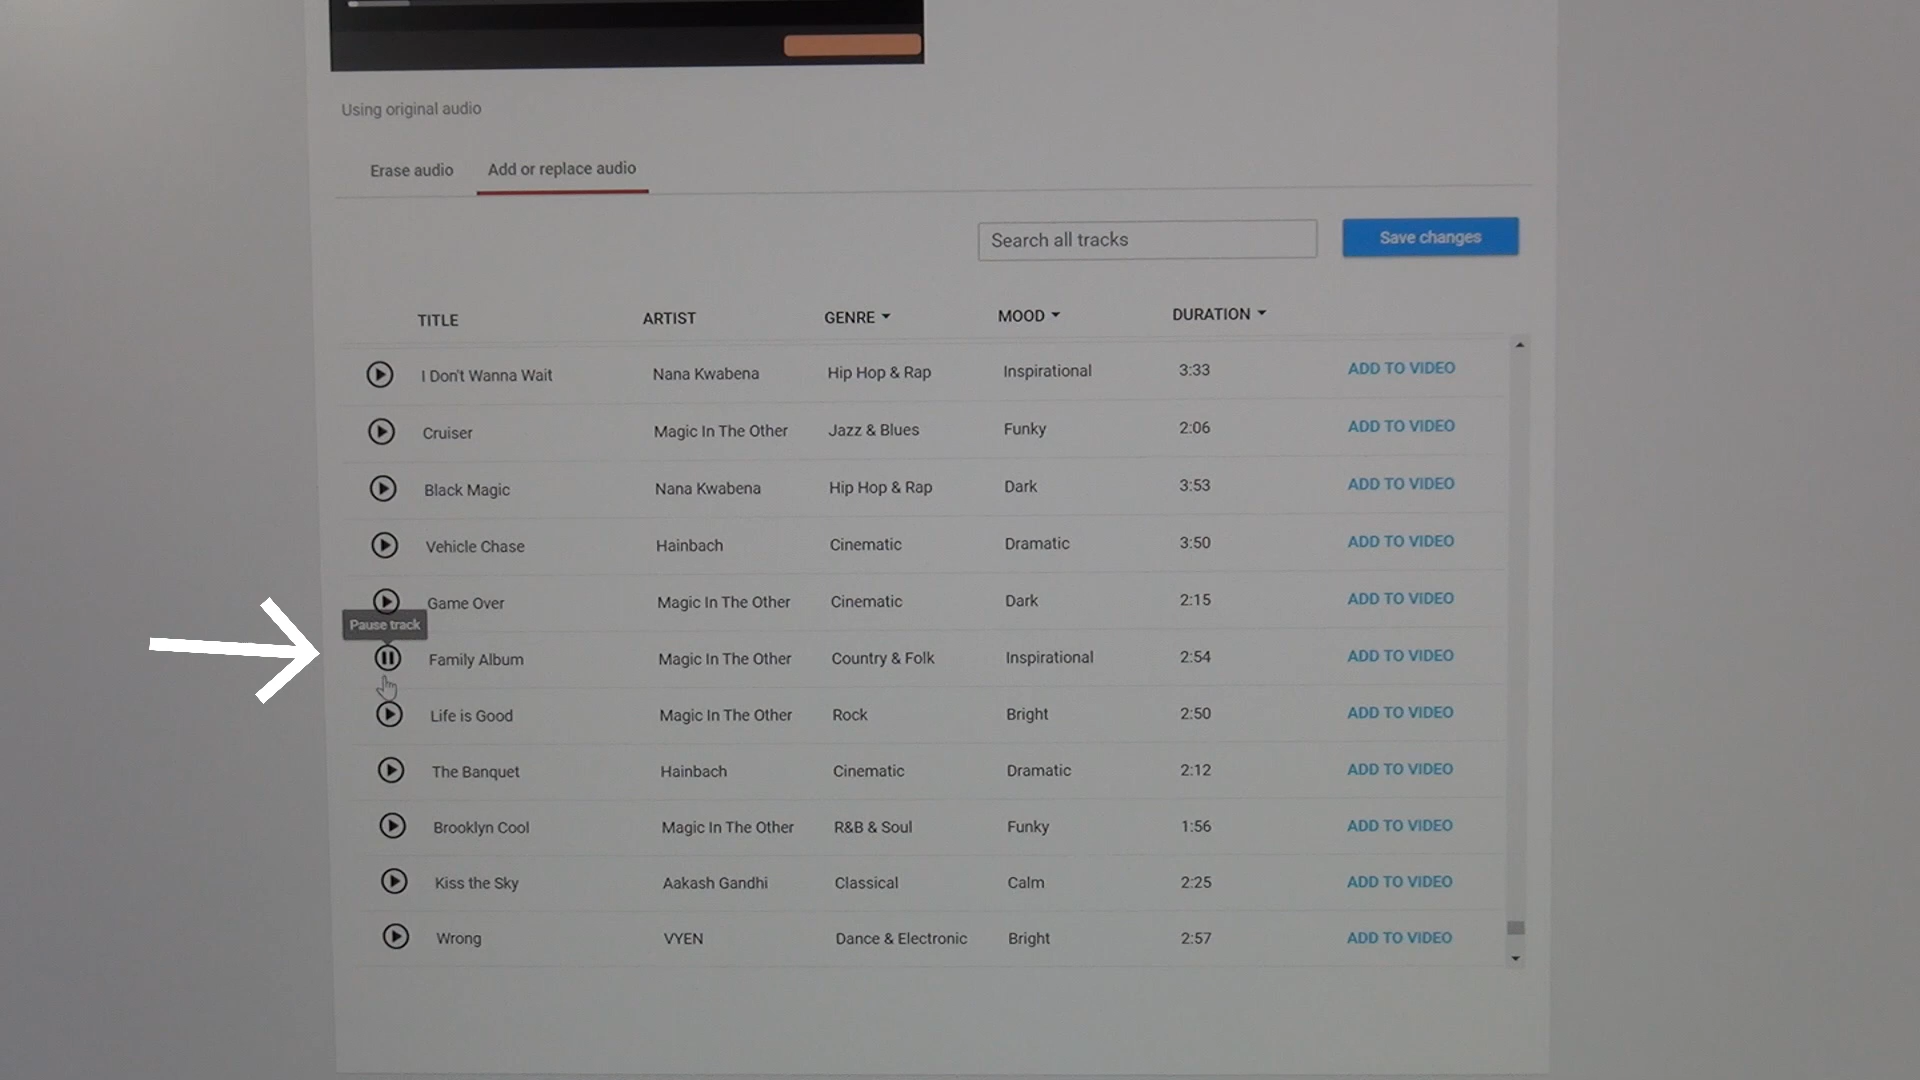 Using original audio
Erase audio Add or replace audio
Search all tracks Save changes
TITLE ARTIST GENRE MOOD DURATION
I Don't Wanna Wait Nana Kwabena Hip Hop & Rap Inspirational 3:33 ADD TO VIDEO
Cruiser Magic In The Other Jazz & Blues Funky 2:06 ADD TO VIDEO
Black Magic Nana Kwabena Hip Hop & Rap Dark 3:53 ADD TO VIDEO
Vehicle Chase Hainbach Cinematic Dramatic 3:50 ADD TO VIDEO
Game Over Magic In The Other Cinematic Dark 2:15 ADD TO VIDEO
Pause track
Family Album Magic In The Other Country & Folk Inspirational 2:54 ADD TO VIDEO
Life is Good Magic In The Other Rock Bright 2:50 ADD TO VIDEO
The Banquet Hainbach Cinematic Dramatic 2:12 ADD TO VIDEO
Brooklyn Cool Magic In The Other R&B & Soul Funky 1:56 ADD TO VIDEO
Kiss the Sky Aakash Gandhi Classical Calm 2:25 ADD TO VIDEO
Wrong VYEN Dance & Electronic Bright 2:57 ADD TO VIDEO